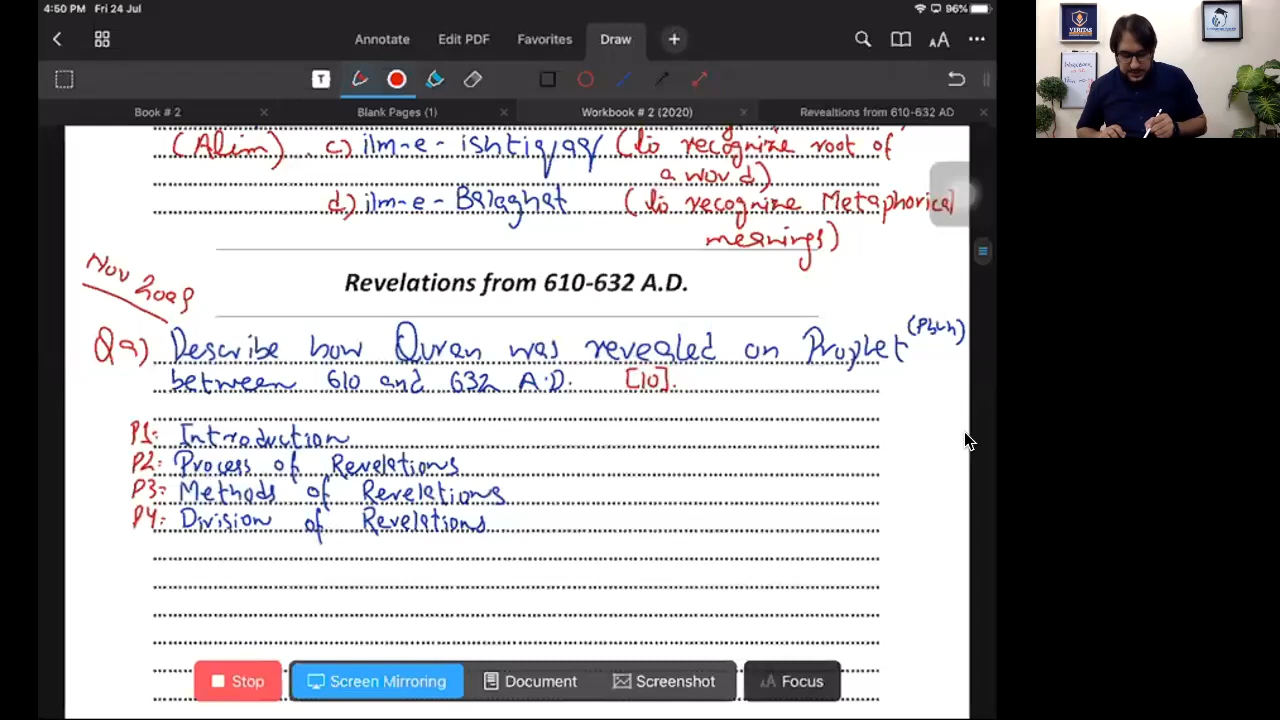 4:50 PM Fri 24 Jul
96%
Annotate Edit PDF Favorites Draw
T
Book # 2
Blank Pages (1)
Workbook # 2 (2020)
Revealtions from 610-632 AD
(Alim) c) ilm-e-ishtiqaq (to recognize root of
a word)
d) ilm-e-Balaghat (to recognize Metaphorical
meanings)
Revelations from 610-632 A.D.
Nov 2009
Qa) Describe how Quran was revealed on Prophet (Pbuh)
between 610 and 632 A.D. [10].
P1: Introduction
P2: Process of Revelations
P3: Methods of Revelations
P4: Division of Revelations
Stop Screen Mirroring Document Screenshot Focus
VERITAS